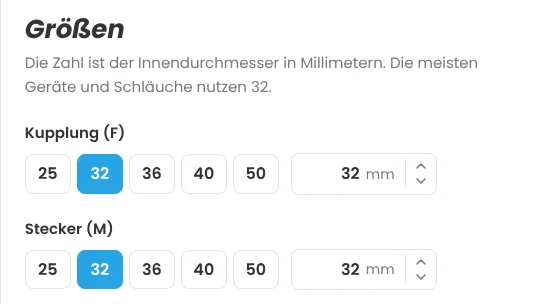 Größen
Die Zahl ist der Innendurchmesser in Millimetern. Die meisten
Geräte und Schläuche nutzen 32.
Kupplung (F)
25 32 36 40 50 32 mm
Stecker (M)
25 32 36 40 50 32 mm